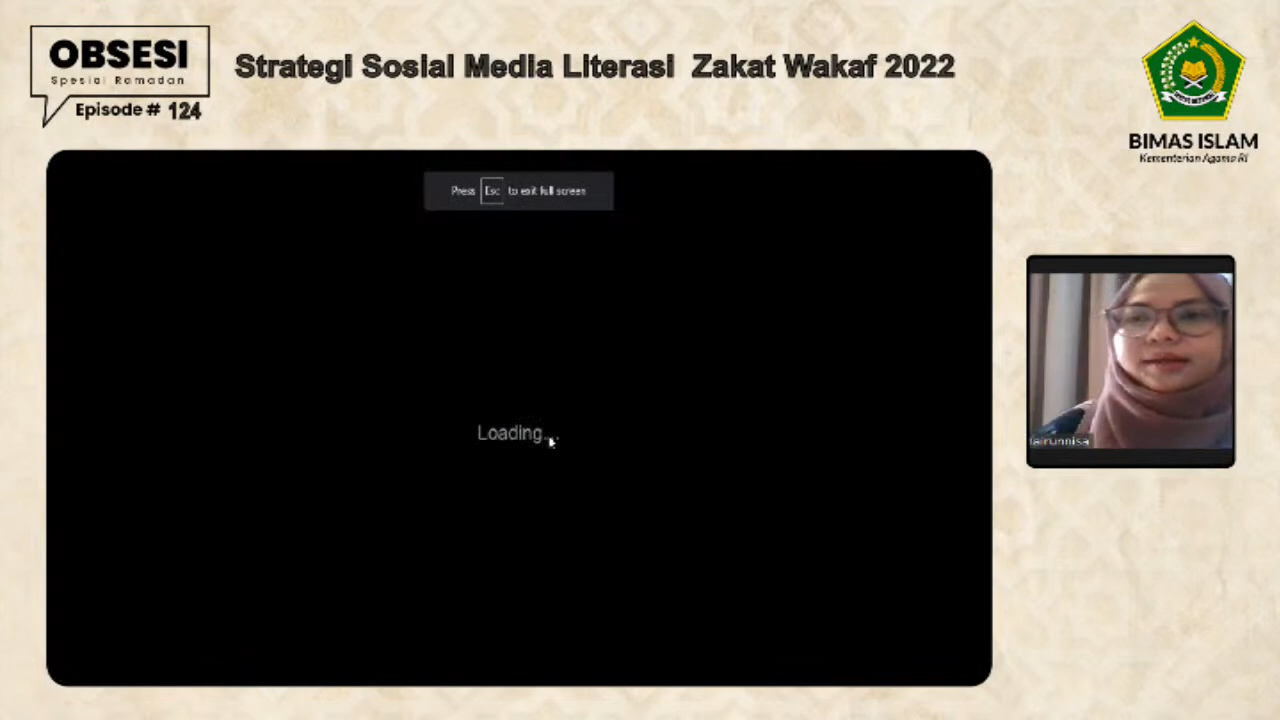 OBSESI
Spesial Ramadan
Episode # 124
Strategi Sosial Media Literasi Zakat Wakaf 2022
BIMAS ISLAM
Kementerian Agama RI
Press Esc to exit full screen
Loading...